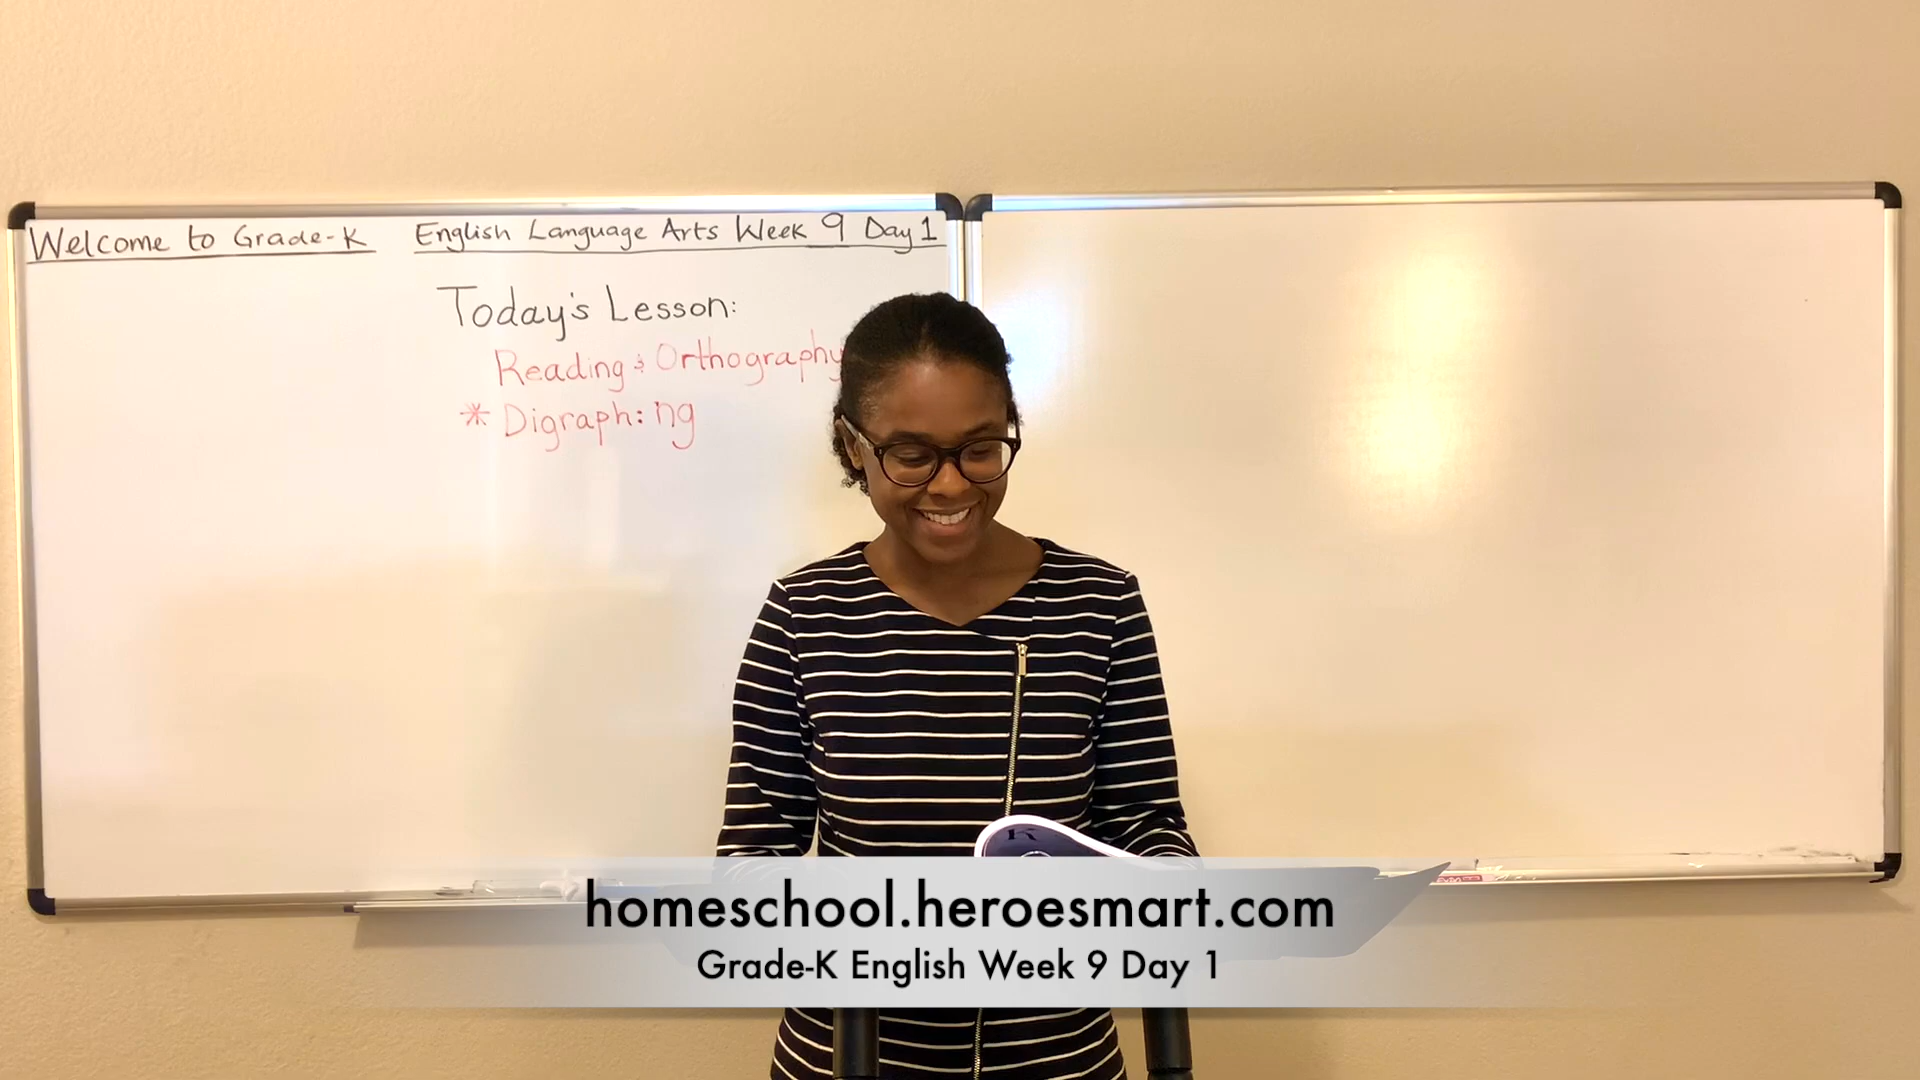 Welcome to Grade-K English Language Arts Week 9 Day 1
Today's Lesson:
Reading & Orthography
* Digraph: ng
K
EXPO
homeschool.heroesmart.com
Grade-K English Week 9 Day 1